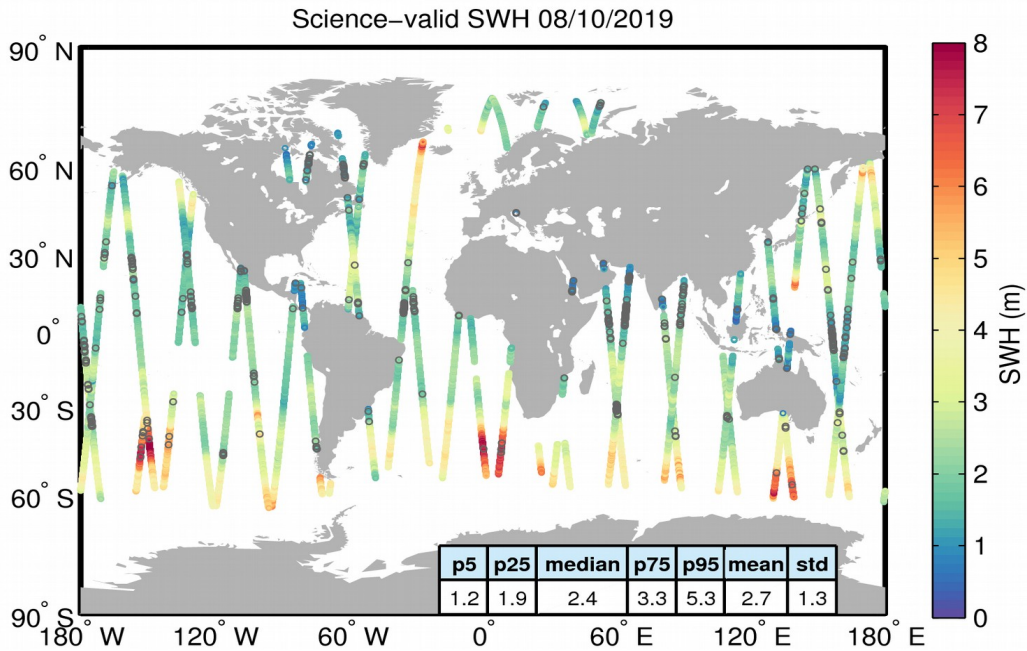 Science−valid SWH 08/10/2019
90° N
60° N
30° N
0°
30° S
60° S
90° S
180° W
120° W
60° W
0°
60° E
120° E
180° E
p5 p25 median p75 p95 mean std
1.2 1.9 2.4 3.3 5.3 2.7 1.3
8
7
6
5
4
3
2
1
0
SWH (m)